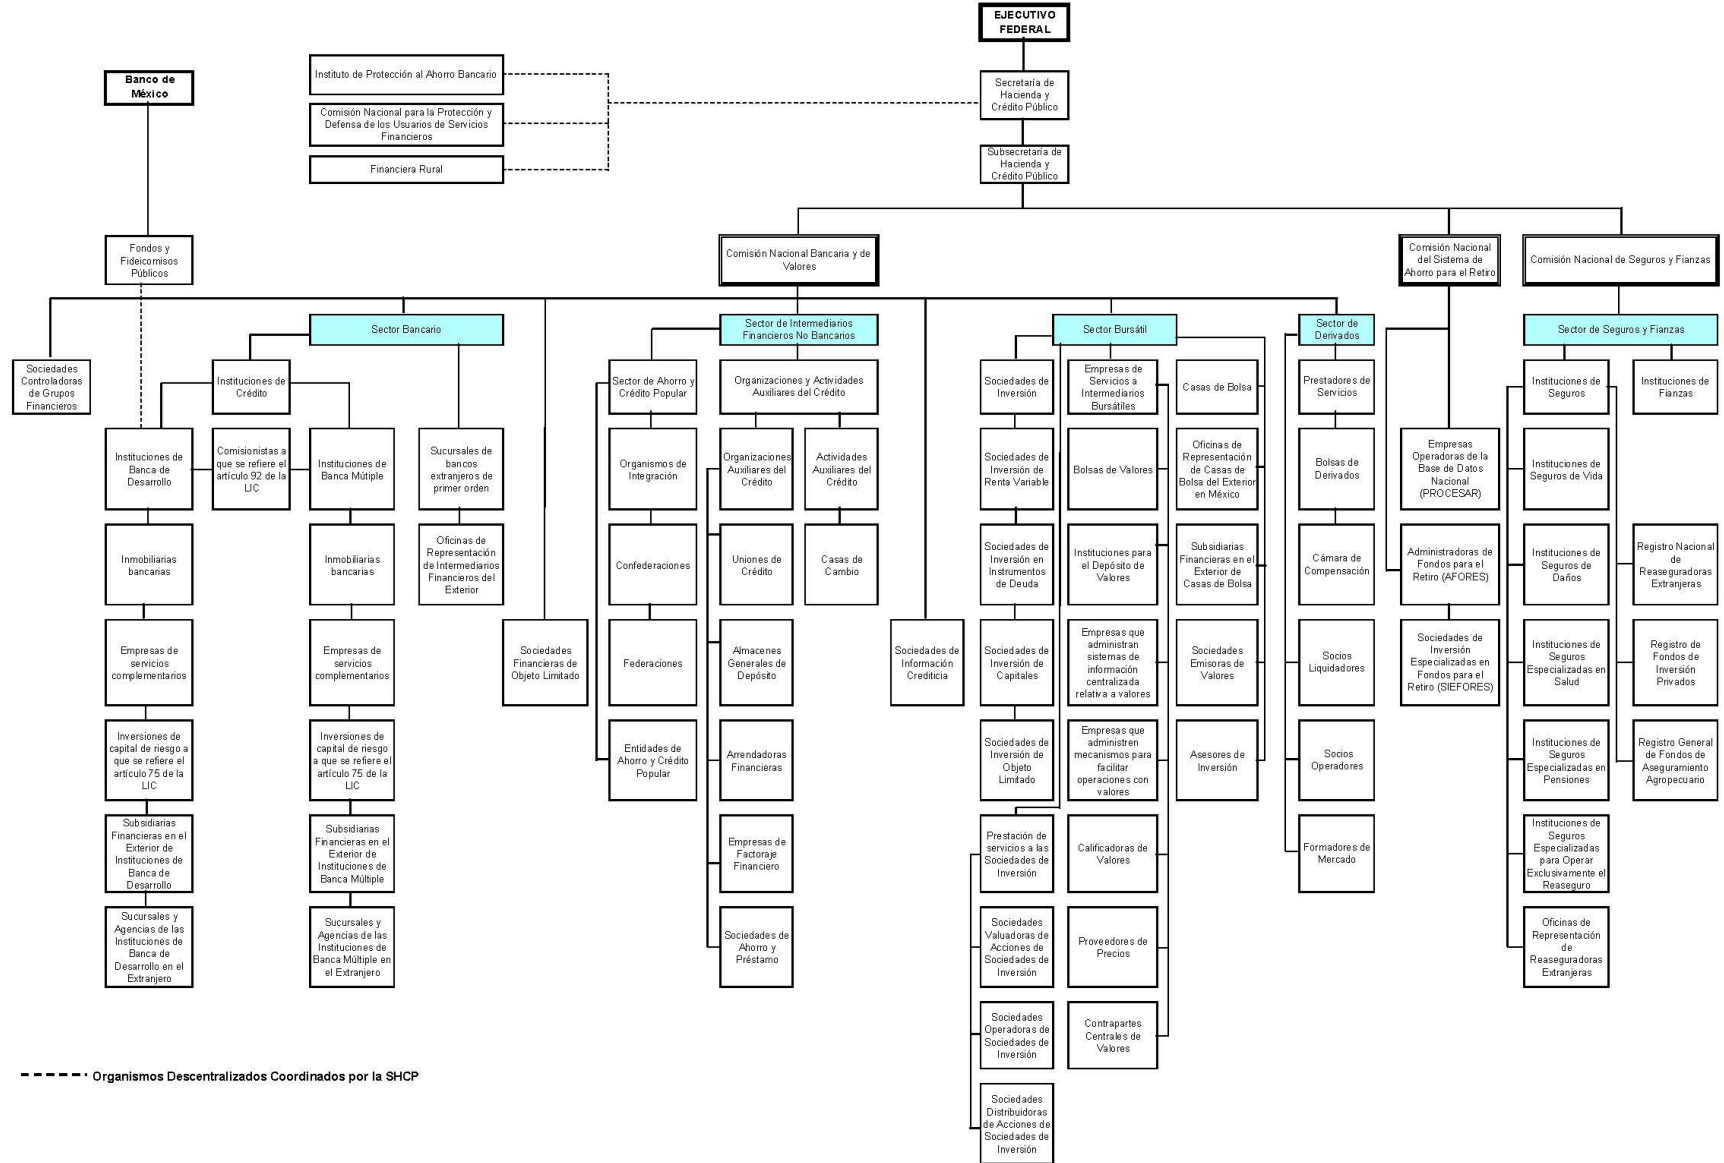 EJECUTIVO
FEDERAL
Banco de
México
Instituto de Protección al Ahorro Bancario
Comisión Nacional para la Protección y
Defensa de los Usuarios de Servicios
Financieros
Financiera Rural
Secretaría de
Hacienda y
Crédito Público
Subsecretaría de
Hacienda y
Crédito Público
Fondos y
Fideicomisos
Públicos
Comisión Nacional Bancaria y de
Valores
Comisión Nacional
del Sistema de
Ahorro para el Retiro
Comisión Nacional de Seguros y Fianzas
Sector Bancario
Sector de Intermediarios
Financieros No Bancarios
Sector Bursátil
Sector de
Derivados
Sector de Seguros y Fianzas
Sociedades
Controladoras
de Grupos
Financieros
Instituciones de
Crédito
Instituciones de
Banca de
Desarrollo
Comisionistas a
que se refiere el
artículo 92 de la
LIC
Instituciones de
Banca Mútiple
Sucursales de
bancos
extranjeros de
primer orden
Inmobiliarias
bancarias
Inmobiliarias
bancarias
Oficinas de
Representación
de Intermediarios
Financieros del
Exterior
Empresas de
servicios
complementarios
Empresas de
servicios
complementarios
Inversiones de
capital de riesgo a
que se refiere el
artículo 75 de la
LIC
Inversiones de
capital de riesgo
a que se refiere el
artículo 75 de la
LIC
Subsidiarias
Financieras en el
Exterior de
Instituciones de
Banca de
Desarrollo
Subsidiarias
Financieras en el
Exterior de
Instituciones de
Banca Múltiple
Sucursales y
Agencias de las
Instituciones de
Banca de
Desarrollo en el
Extranjero
Sucursales y
Agencias de las
Instituciones de
Banca Múltiple en
el Extranjero
Sociedades
Financieras de
Objeto Limitado
Sector de Ahorro y
Crédito Popular
Organizaciones y Actividades
Auxiliares del Crédito
Organismos de
Integración
Organizaciones
Auxiliares del
Crédito
Actividades
Auxiliares del
Crédito
Confederaciones
Uniones de
Crédito
Casas de
Cambio
Federaciones
Almacenes
Generales de
Depósito
Entidades de
Ahorro y Crédito
Popular
Arrendadoras
Financieras
Empresas de
Factoraje
Financiero
Sociedades de
Ahorro y
Préstamo
Sociedades de
Información
Crediticia
Sociedades de
Inversión
Empresas de
Servicios a
Intermediarios
Bursátiles
Casas de Bolsa
Sociedades de
Inversión de
Renta Variable
Bolsas de Valores
Oficinas de
Representación
de Casas de
Bolsa del Exterior
en México
Sociedades de
Inversión en
Instrumentos
de Deuda
Instituciones para
el Depósito de
Valores
Subsidiarias
Financieras en el
Exterior de
Casas de Bolsa
Sociedades de
Inversión de
Capitales
Empresas que
administran
sistemas de
información
centralizada
relativa a valores
Sociedades
Emisoras de
Valores
Sociedades de
Inversión de
Objeto
Limitado
Empresas que
administren
mecanismos para
facilitar
operaciones con
valores
Asesores de
Inversión
Prestación de
servicios a las
Sociedades de
Inversión
Calificadoras de
Valores
Sociedades
Valuadoras de
Acciones de
Sociedades de
Inversión
Proveedores de
Precios
Sociedades
Operadoras de
Sociedades de
Inversión
Contrapartes
Centrales de
Valores
Sociedades
Distribuidoras
de Acciones de
Sociedades de
Inversión
Prestadores de
Servicios
Bolsas de
Derivados
Cámara de
Compensación
Socios
Liquidadores
Socios
Operadores
Formadores de
Mercado
Empresas
Operadoras de la
Base de Datos
Nacional
(PROCESAR)
Administradoras de
Fondos para el
Retiro (AFORES)
Sociedades de
Inversión
Especializadas en
Fondos para el
Retiro (SIEFORES)
Instituciones de
Seguros
Instituciones de
Fianzas
Instituciones de
Seguros de Vida
Instituciones de
Seguros de
Daños
Registro Nacional
de
Reaseguradoras
Extranjeras
Instituciones de
Seguros
Especializadas en
Salud
Registro de
Fondos de
Inversión
Privados
Instituciones de
Seguros
Especializadas en
Pensiones
Registro General
de Fondos de
Aseguramiento
Agropecuario
Instituciones de
Seguros
Especializadas
para Operar
Exclusivamente el
Reaseguro
Oficinas de
Representación
de
Reaseguradoras
Extranjeras
Organismos Descentralizados Coordinados por la SHCP